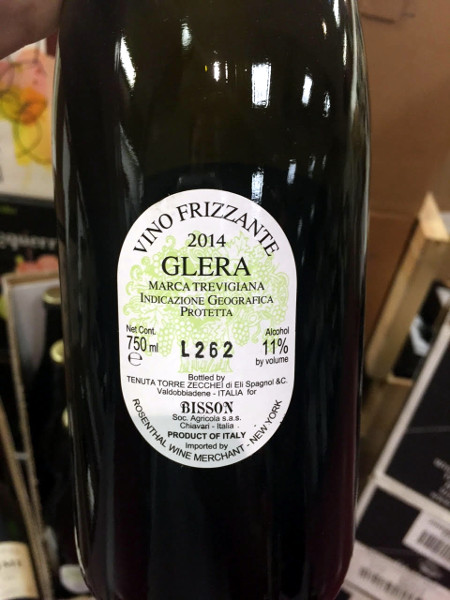 VINO FRIZZANTE
2014
GLERA
MARCA TREVIGIANA
INDICAZIONE GEOGRAFICA
PROTETTA
Net Cont.
750 ml
e
L262
Alcohol
11%
by volume
Bottled by
TENUTA TORRE ZECCHEI di Eli Spagnol &C.
Valdobbiadene - ITALIA for
BISSON
Soc. Agricola s.a.s.
Chiavari - Italia
PRODUCT OF ITALY
Imported by
ROSENTHAL WINE MERCHANT - NEW YORK